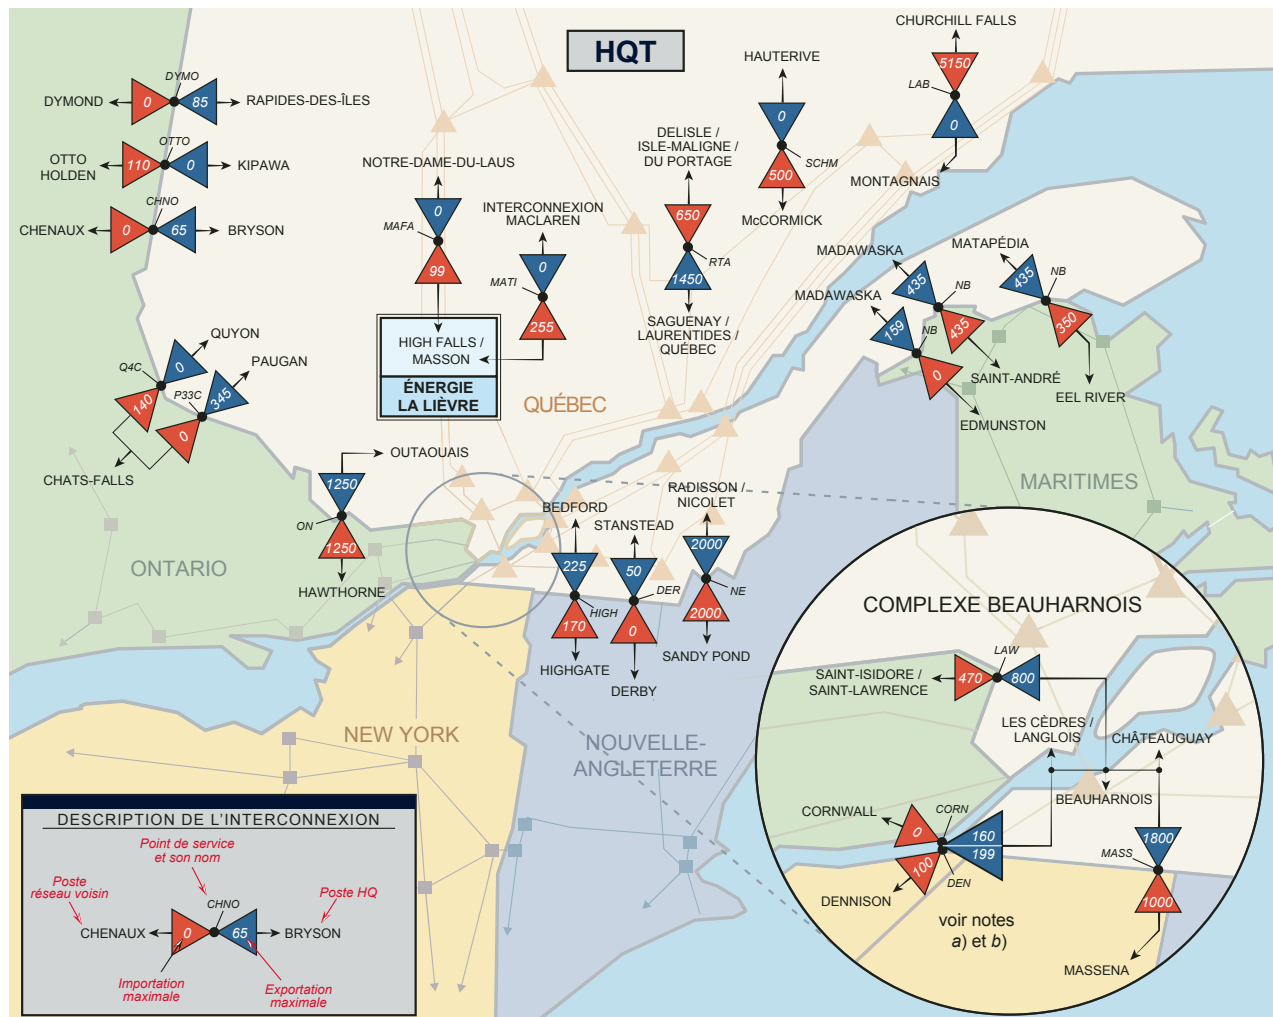 HQT
CHURCHILL FALLS
5150
LAB
0
MONTAGNAIS
HAUTERIVE
0
SCHM
500
McCORMICK
DELISLE /
ISLE-MALIGNE /
DU PORTAGE
650
RTA
1450
SAGUENAY /
LAURENTIDES /
QUÉBEC
DYMO
DYMOND
0
85
RAPIDES-DES-ÎLES
OTTO
OTTO
HOLDEN
110
0
KIPAWA
CHNO
CHENAUX
0
65
BRYSON
NOTRE-DAME-DU-LAUS
0
MAFA
99
INTERCONNEXION
MACLAREN
0
MATI
255
HIGH FALLS /
MASSON
ÉNERGIE
LA LIÈVRE
QUÉBEC
MADAWASKA
435
NB
435
SAINT-ANDRÉ
MATAPÉDIA
435
NB
350
EEL RIVER
MADAWASKA
159
NB
0
EDMUNSTON
MARITIMES
QUYON
0
Q4C
140
PAUGAN
345
P33C
0
CHATS-FALLS
OUTAOUAIS
1250
ON
1250
HAWTHORNE
ONTARIO
BEDFORD
225
HIGH
170
HIGHGATE
STANSTEAD
50
DER
0
DERBY
RADISSON /
NICOLET
2000
NE
2000
SANDY POND
NEW YORK
NOUVELLE-
ANGLETERRE
COMPLEXE BEAUHARNOIS
LAW
SAINT-ISIDORE /
SAINT-LAWRENCE
470
800
LES CÈDRES /
LANGLOIS
CHÂTEAUGUAY
BEAUHARNOIS
CORNWALL
0
CORN
160
199
100
DEN
DENNISON
1800
MASS
1000
MASSENA
voir notes
a) et b)
DESCRIPTION DE L'INTERCONNEXION
Point de service
et son nom
Poste
réseau voisin
Poste HQ
CHNO
CHENAUX
0
65
BRYSON
Importation
maximale
Exportation
maximale